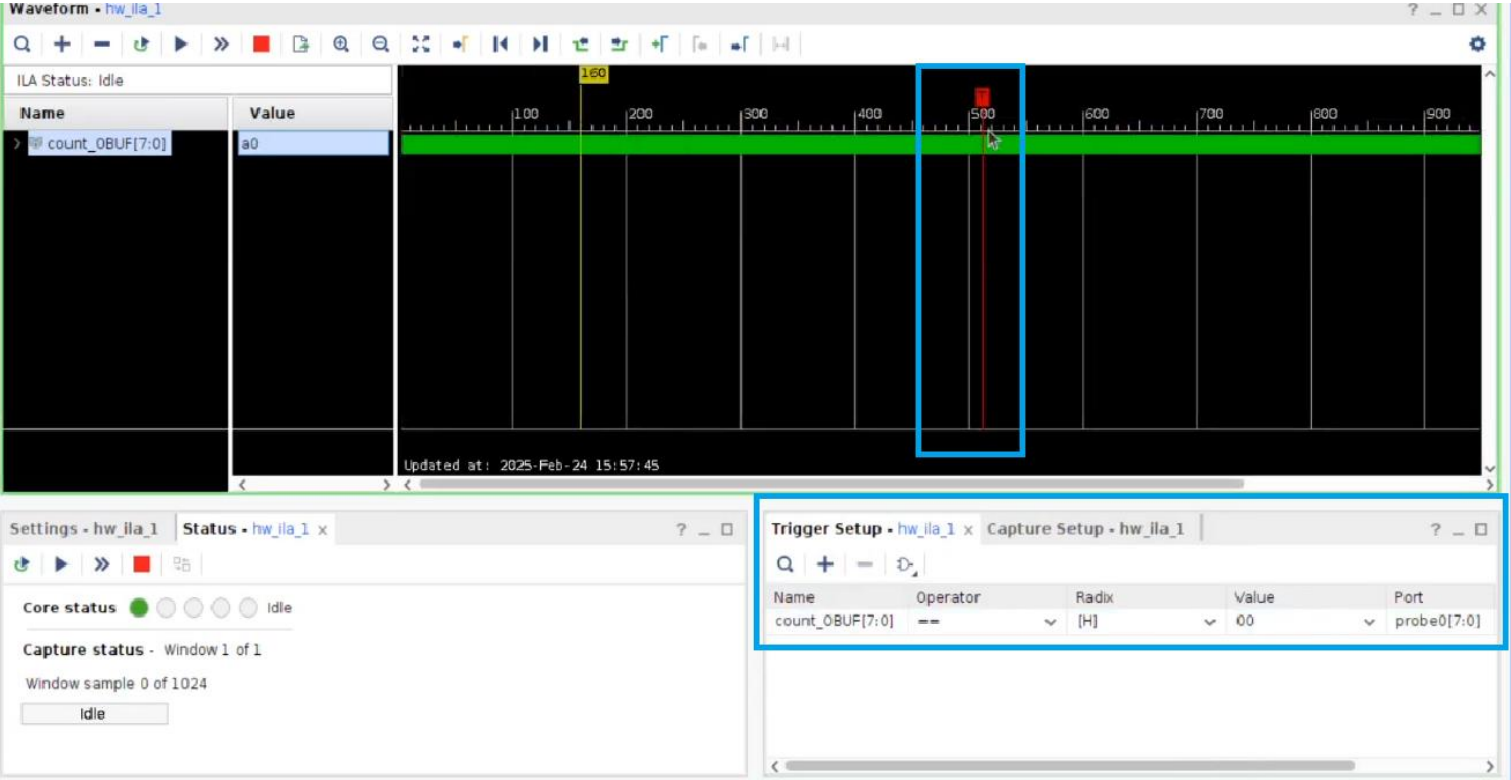 Waveform - hw_ila_1
ILA Status: Idle
160
Name Value
T
100 200 300 400 500 600 700 800 900
count_OBUF[7:0] a0
Updated at: 2025-Feb-24 15:57:45
Settings - hw_ila_1 Status - hw_ila_1 x
Core status Idle
Capture status - Window 1 of 1
Window sample 0 of 1024
Idle
Trigger Setup - hw_ila_1 x Capture Setup - hw_ila_1
Name Operator Radix Value Port
count_OBUF[7:0] == [H] 00 probe0[7:0]